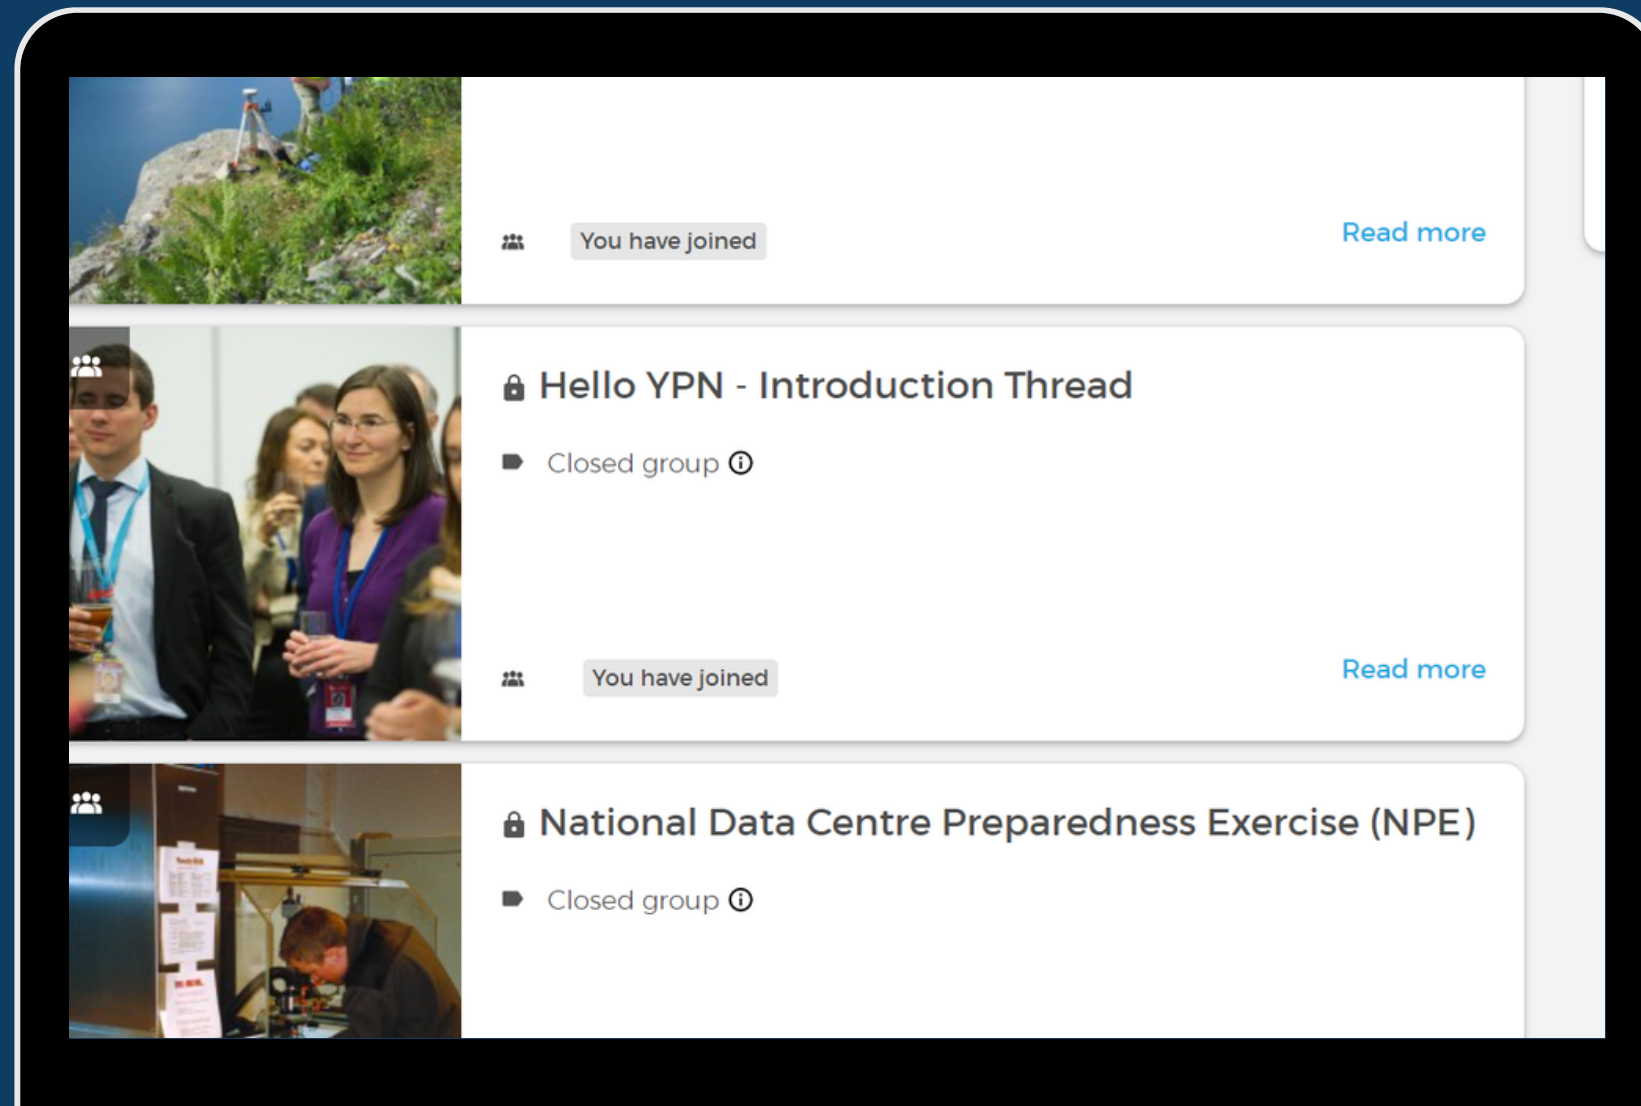 You have joined
Read more
Hello YPN - Introduction Thread
Closed group
You have joined
Read more
National Data Centre Preparedness Exercise (NPE)
Closed group